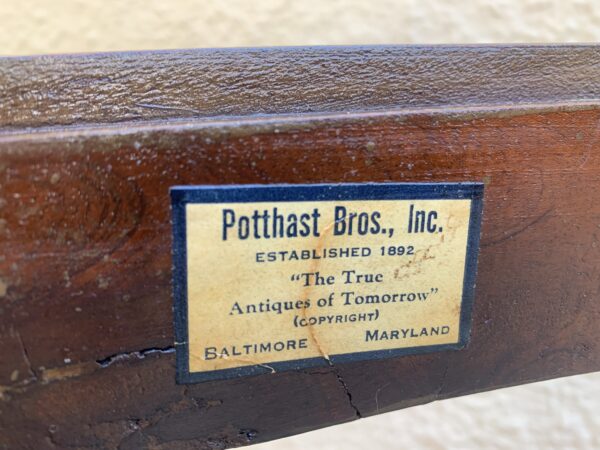 Potthast Bros., Inc.
ESTABLISHED 1892
"The True
Antiques of Tomorrow"
(COPYRIGHT)
BALTIMORE MARYLAND